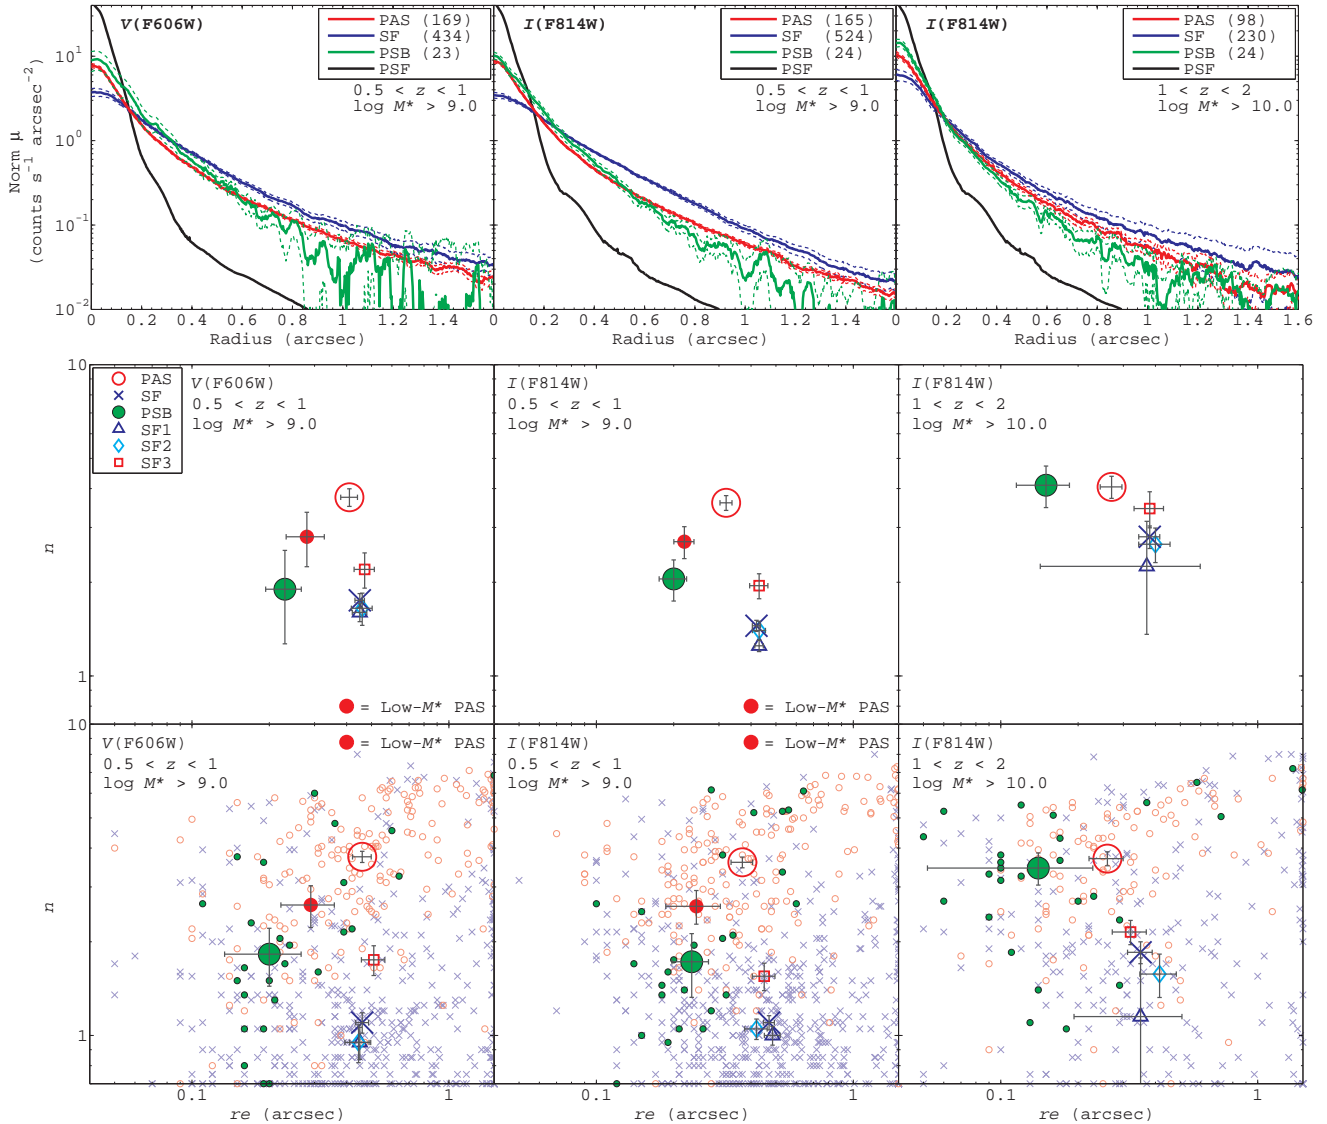 V(F606W)
PAS (169)
SF (434)
PSB (23)
PSF
0.5 < z < 1
log M* > 9.0
I(F814W)
PAS (165)
SF (524)
PSB (24)
PSF
0.5 < z < 1
log M* > 9.0
I(F814W)
PAS (98)
SF (230)
PSB (24)
PSF
1 < z < 2
log M* > 10.0
Norm μ
(counts s⁻¹ arcsec⁻²)
10¹
10⁰
10⁻¹
10⁻²
0 0.2 0.4 0.6 0.8 1 1.2 1.4
0 0.2 0.4 0.6 0.8 1 1.2 1.4
0 0.2 0.4 0.6 0.8 1 1.2 1.4 1.6
Radius (arcsec)
Radius (arcsec)
Radius (arcsec)
10
1
n
PAS
SF
PSB
SF1
SF2
SF3
V(F606W)
0.5 < z < 1
log M* > 9.0
= Low-M* PAS
I(F814W)
0.5 < z < 1
log M* > 9.0
= Low-M* PAS
I(F814W)
1 < z < 2
log M* > 10.0
10
1
n
V(F606W)
0.5 < z < 1
log M* > 9.0
= Low-M* PAS
I(F814W)
0.5 < z < 1
log M* > 9.0
= Low-M* PAS
I(F814W)
1 < z < 2
log M* > 10.0
0.1 1
0.1 1
0.1 1
re (arcsec)
re (arcsec)
re (arcsec)